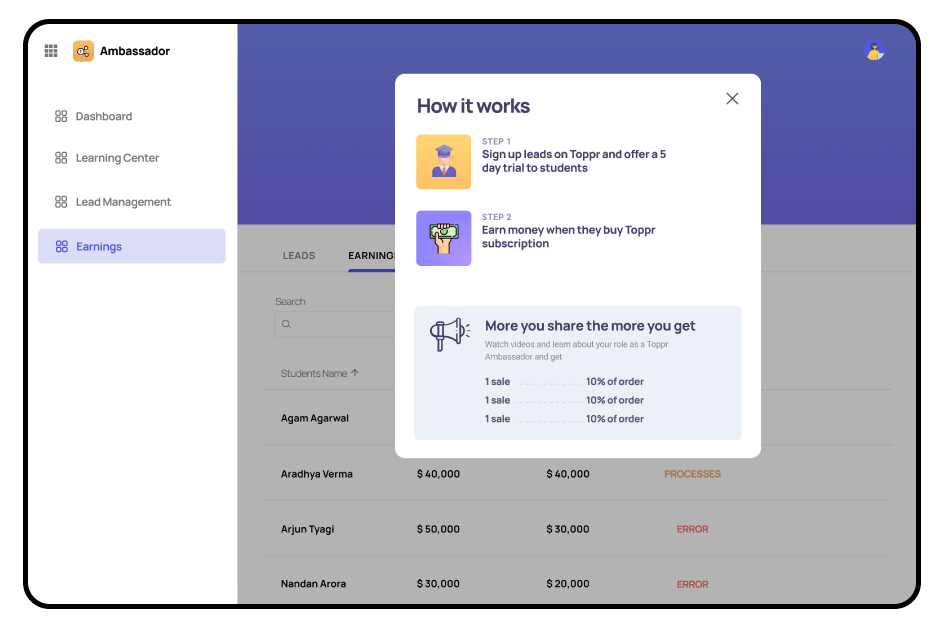 Ambassador
Dashboard
Learning Center
Lead Management
Earnings
How it works
STEP 1
Sign up leads on Toppr and offer a 5
day trial to students
STEP 2
Earn money when they buy Toppr
subscription
More you share the more you get
Watch videos and learn about your role as a Toppr
Ambassador and get
1 sale 10% of order
1 sale 10% of order
1 sale 10% of order
LEADS EARNINGS
Search
Students Name
Agam Agarwal
Aradhya Verma $ 40,000 $ 40,000 PROCESSES
Arjun Tyagi $ 50,000 $ 30,000 ERROR
Nandan Arora $ 30,000 $ 20,000 ERROR